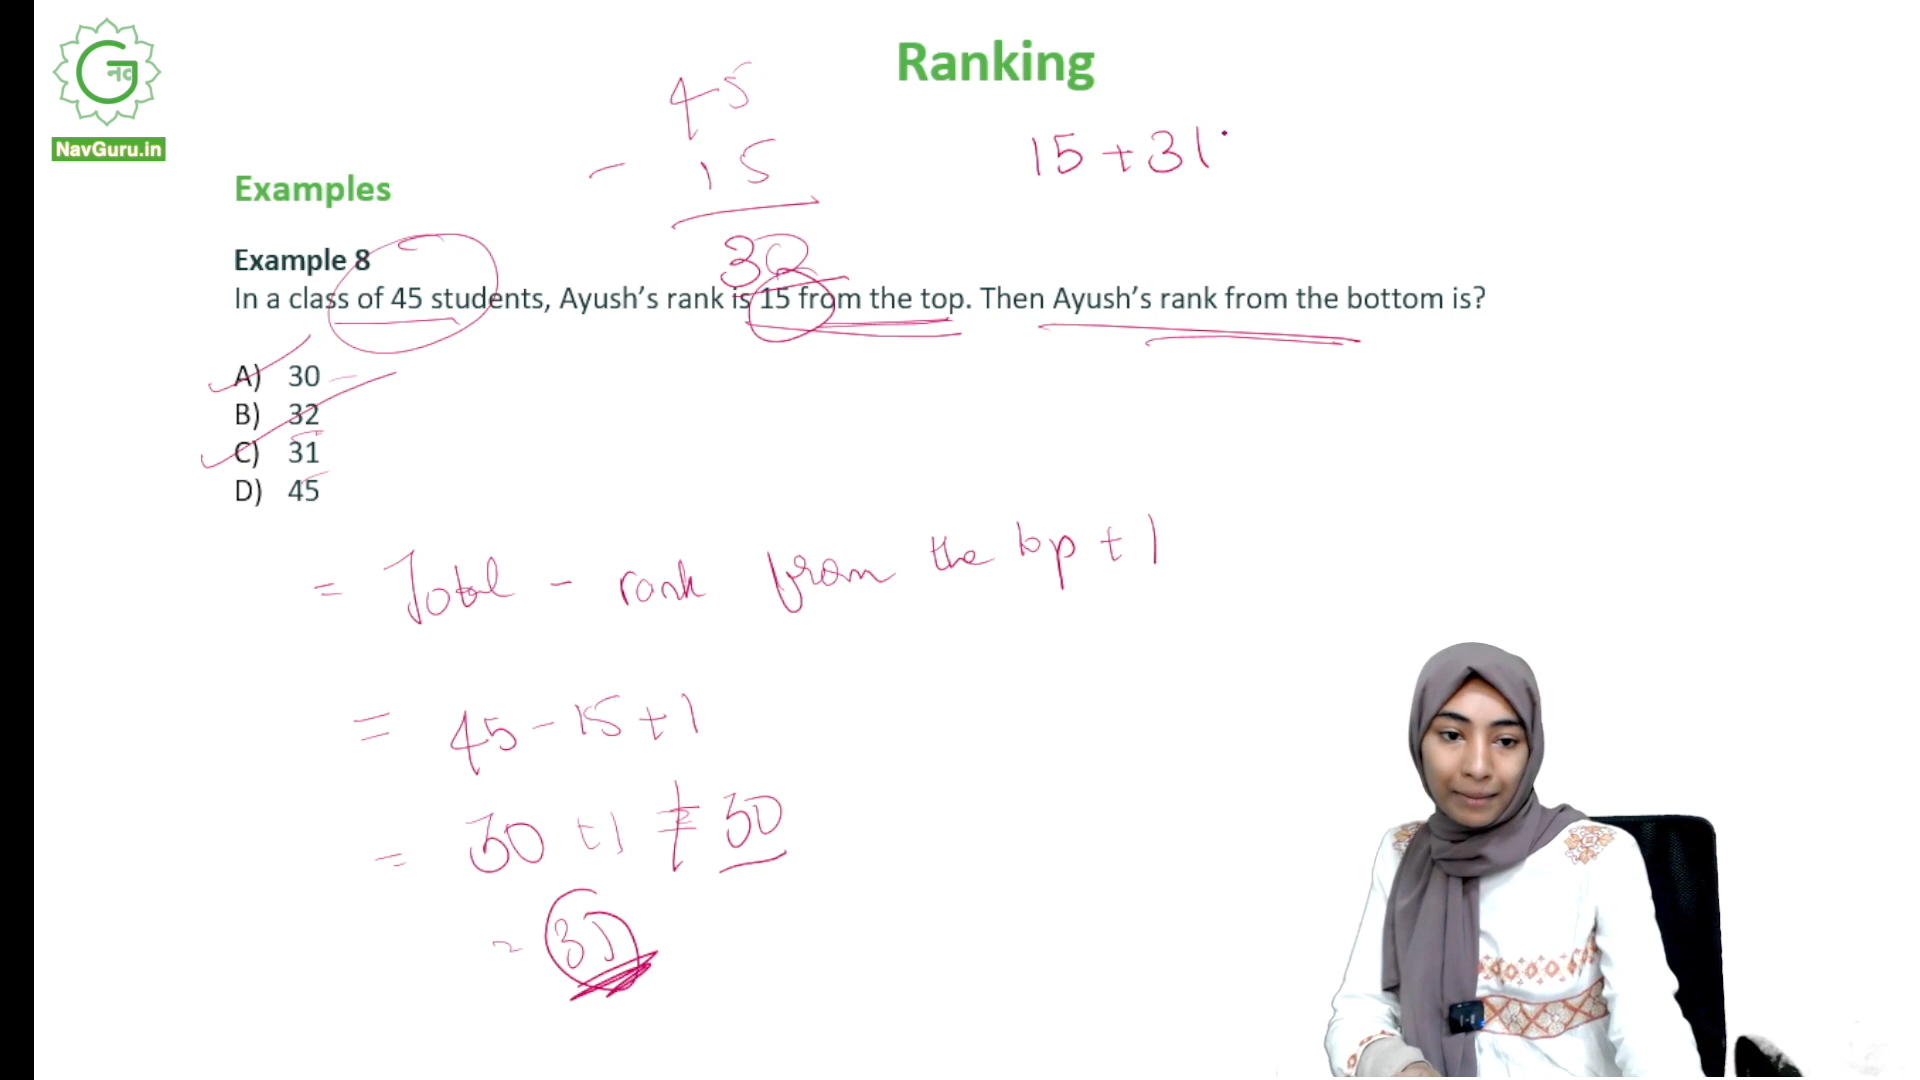 Ranking
नव
NavGuru.in
45
- 15
30
15 + 31
Examples
Example 8
In a class of 45 students, Ayush's rank is 15 from the top. Then Ayush's rank from the bottom is?
A) 30
B) 32
C) 31
D) 45
= Total - rank from the top + 1
= 45 - 15 + 1
= 30 + 1 ≠ 30
= 31